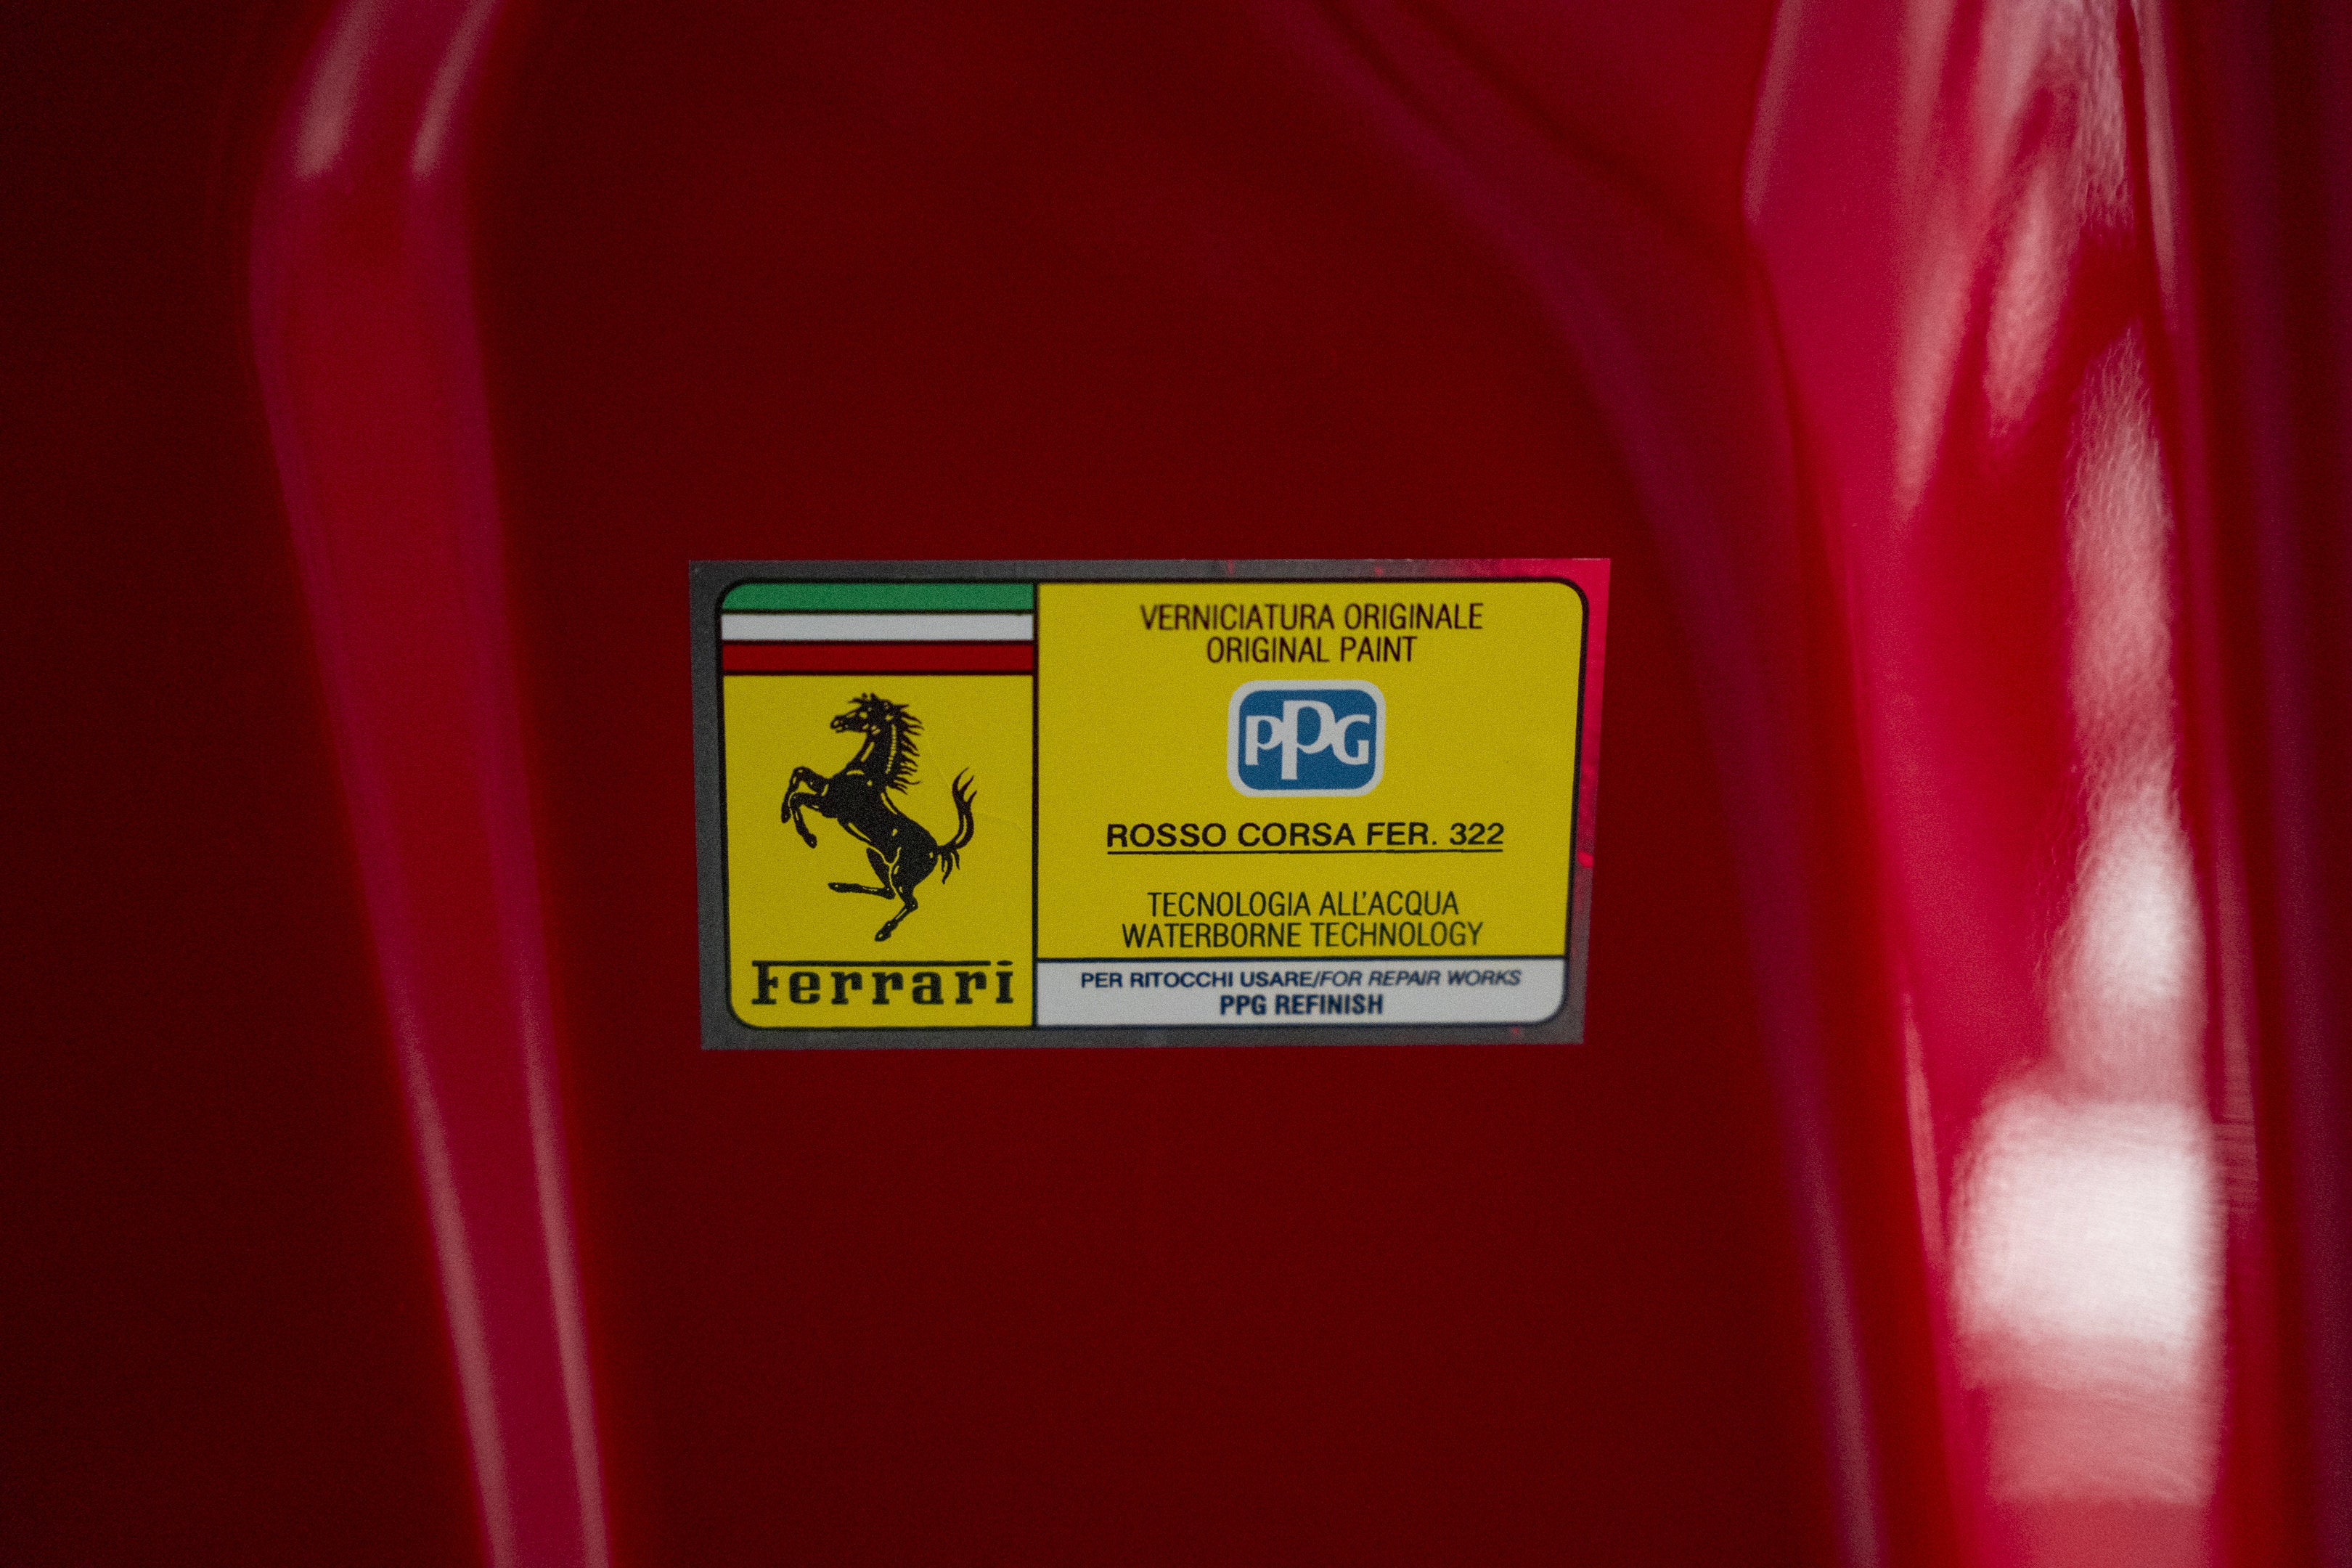 Ferrari
VERNICIATURA ORIGINALE
ORIGINAL PAINT
PPG
ROSSO CORSA FER. 322
TECNOLOGIA ALL'ACQUA
WATERBORNE TECHNOLOGY
PER RITOCCHI USARE/FOR REPAIR WORKS
PPG REFINISH